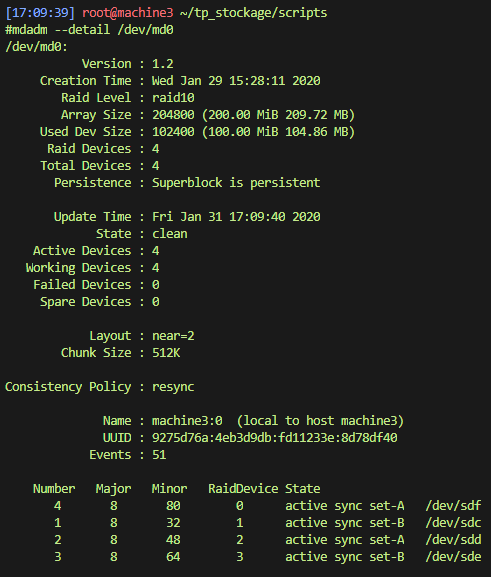 [17:09:39] root@machine3 ~/tp_stockage/scripts
#mdadm --detail /dev/md0
/dev/md0:
Version : 1.2
Creation Time : Wed Jan 29 15:28:11 2020
Raid Level : raid10
Array Size : 204800 (200.00 MiB 209.72 MB)
Used Dev Size : 102400 (100.00 MiB 104.86 MB)
Raid Devices : 4
Total Devices : 4
Persistence : Superblock is persistent

Update Time : Fri Jan 31 17:09:40 2020
State : clean
Active Devices : 4
Working Devices : 4
Failed Devices : 0
Spare Devices : 0

Layout : near=2
Chunk Size : 512K

Consistency Policy : resync

Name : machine3:0  (local to host machine3)
UUID : 9275d76a:4eb3d9db:fd11233e:8d78df40
Events : 51

Number   Major   Minor   RaidDevice State
4       8       80        0      active sync set-A   /dev/sdf
1       8       32        1      active sync set-B   /dev/sdc
2       8       48        2      active sync set-A   /dev/sdd
3       8       64        3      active sync set-B   /dev/sde